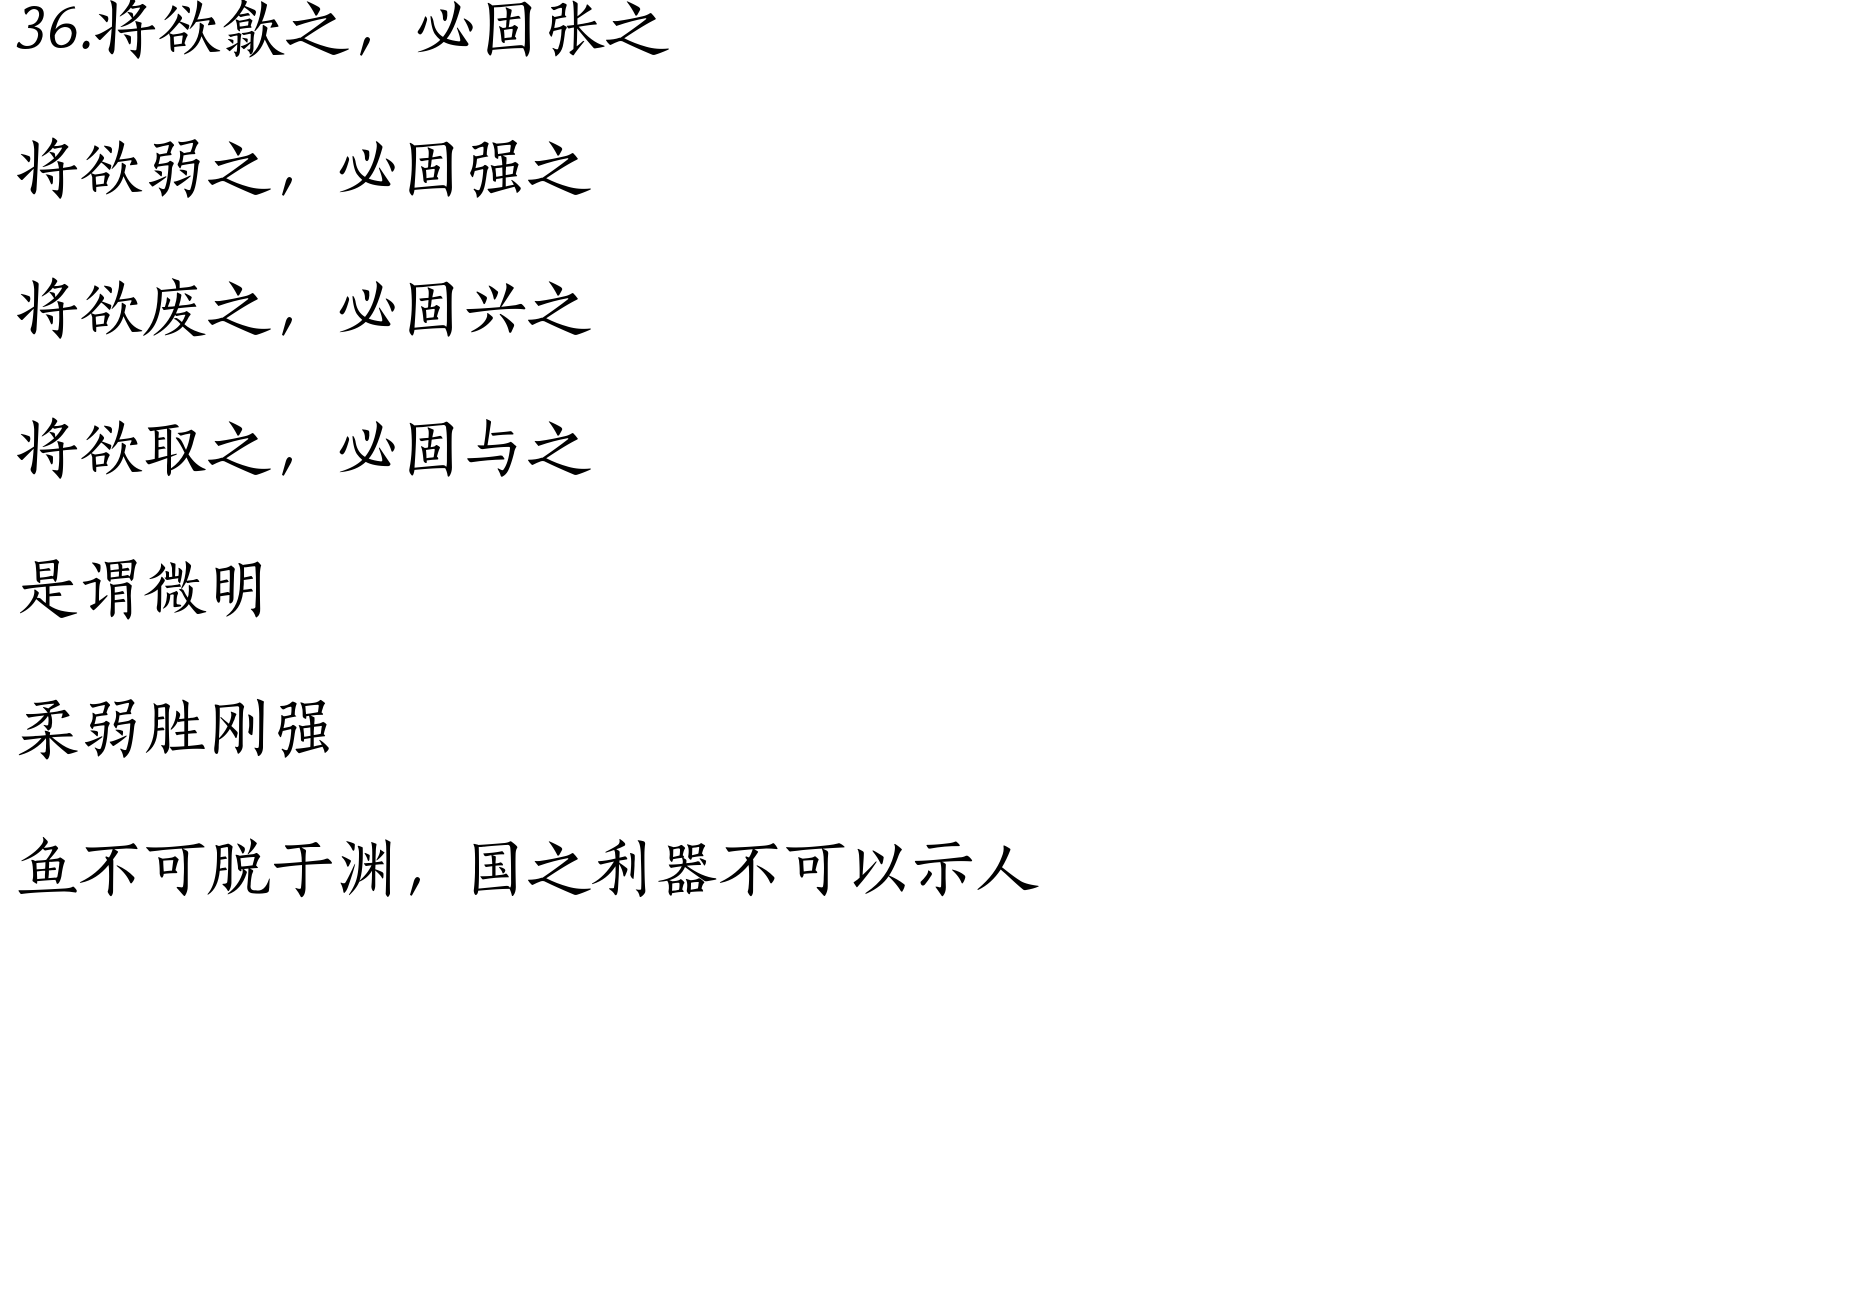 36.将欲歙之，必固张之
将欲弱之，必固强之
将欲废之，必固兴之
将欲取之，必固与之
是谓微明
柔弱胜刚强
鱼不可脱于渊，国之利器不可以示人